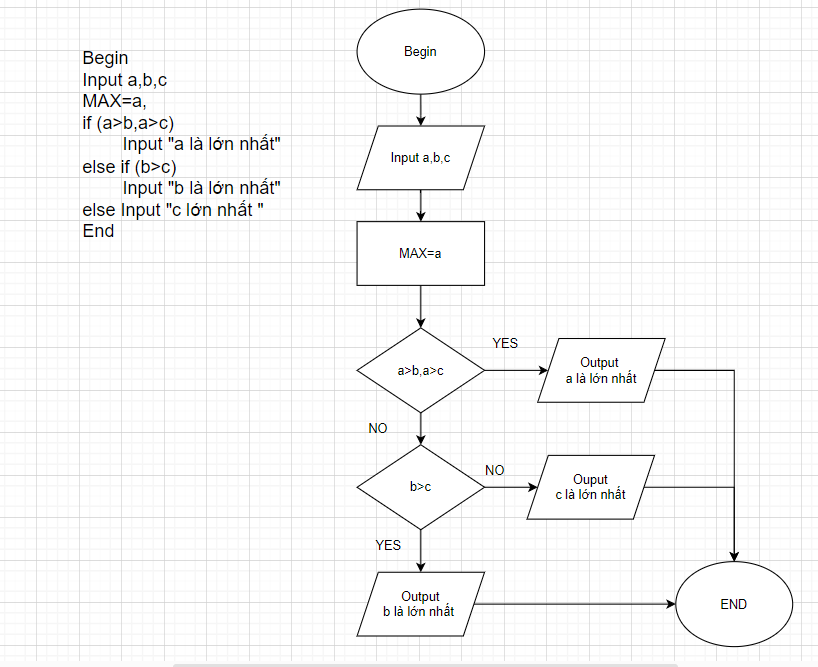 Begin
Input a,b,c
MAX=a,
if (a>b,a>c)
Input "a là lớn nhất"
else if (b>c)
Input "b là lớn nhất"
else Input "c lớn nhất "
End
Begin
Input a,b,c
MAX=a
a>b,a>c
YES
Output
a là lớn nhất
NO
b>c
NO
Ouput
c là lớn nhất
YES
Output
b là lớn nhất
END